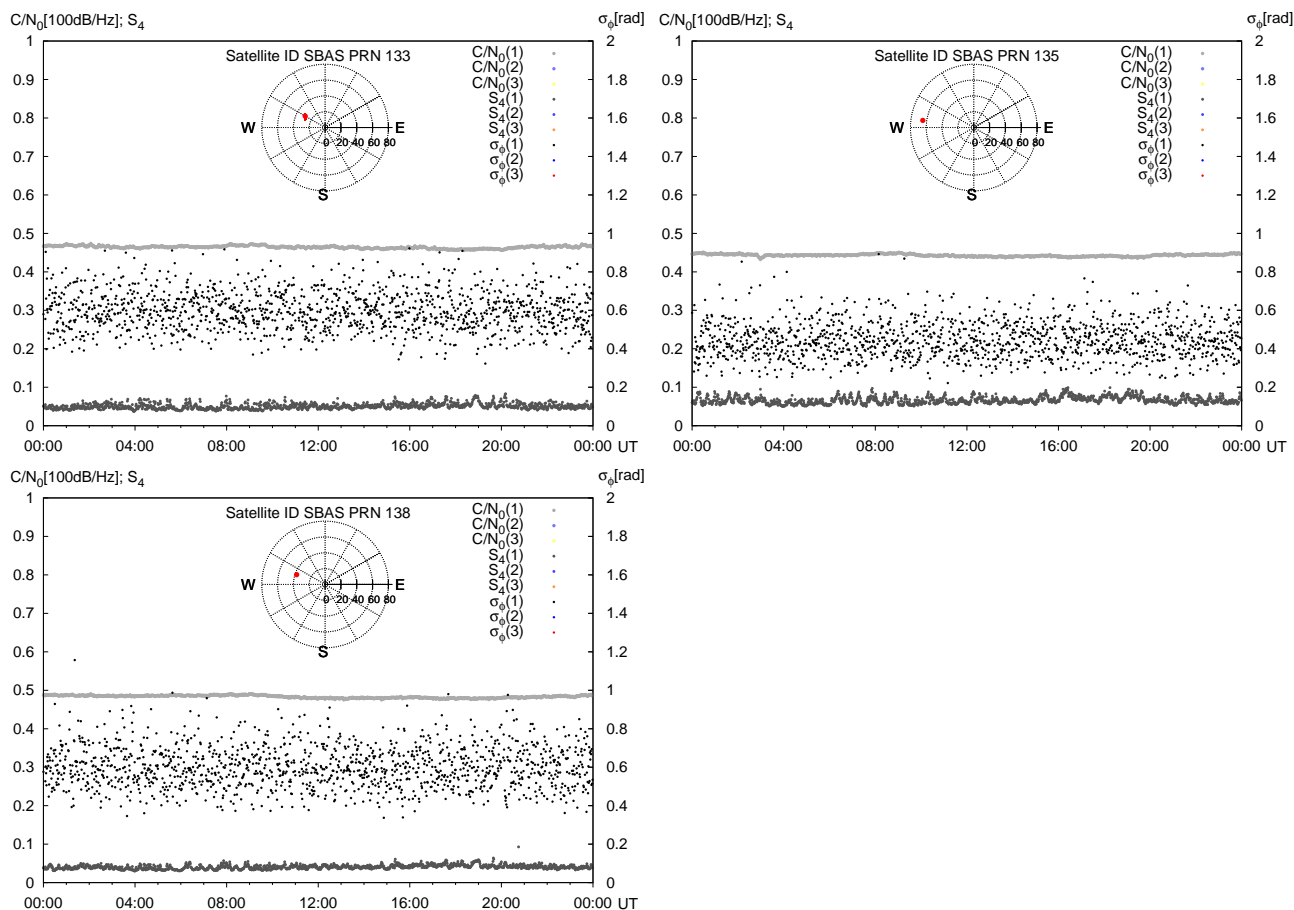 C/N0[100dB/Hz]; S4 σϕ[rad]
Satellite ID SBAS PRN 133
C/N0(1)
C/N0(2)
C/N0(3)
S4(1)
S4(2)
S4(3)
σϕ(1)
σϕ(2)
σϕ(3)
W E
0 20 40 60 80
S
1 2
0.9 1.8
0.8 1.6
0.7 1.4
0.6 1.2
0.5 1
0.4 0.8
0.3 0.6
0.2 0.4
0.1 0.2
0 0
00:00 04:00 08:00 12:00 16:00 20:00 00:00 UT
C/N0[100dB/Hz]; S4 σϕ[rad]
Satellite ID SBAS PRN 135
C/N0(1)
C/N0(2)
C/N0(3)
S4(1)
S4(2)
S4(3)
σϕ(1)
σϕ(2)
σϕ(3)
W E
0 20 40 60 80
S
1 2
0.9 1.8
0.8 1.6
0.7 1.4
0.6 1.2
0.5 1
0.4 0.8
0.3 0.6
0.2 0.4
0.1 0.2
0 0
00:00 04:00 08:00 12:00 16:00 20:00 00:00 UT
C/N0[100dB/Hz]; S4 σϕ[rad]
Satellite ID SBAS PRN 138
C/N0(1)
C/N0(2)
C/N0(3)
S4(1)
S4(2)
S4(3)
σϕ(1)
σϕ(2)
σϕ(3)
W E
0 20 40 60 80
S
1 2
0.9 1.8
0.8 1.6
0.7 1.4
0.6 1.2
0.5 1
0.4 0.8
0.3 0.6
0.2 0.4
0.1 0.2
0 0
00:00 04:00 08:00 12:00 16:00 20:00 00:00 UT